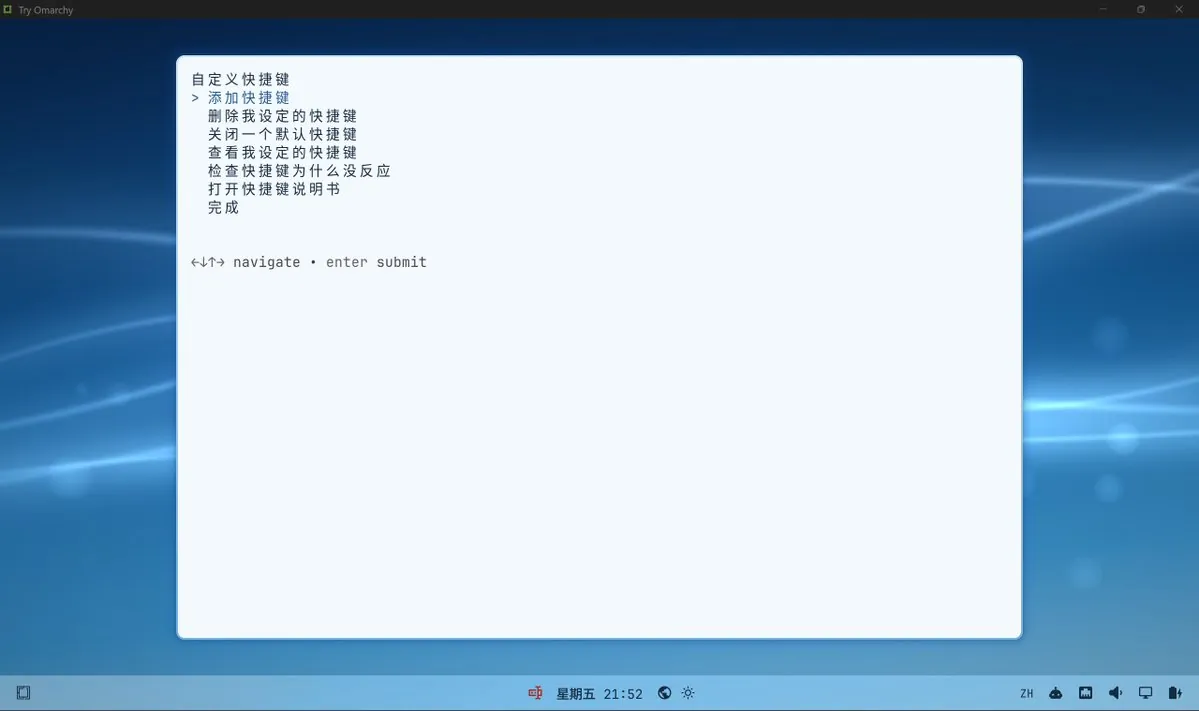 Try Omarchy
自定义快捷键
> 添加快捷键
删除我设定的快捷键
关闭一个默认快捷键
查看我设定的快捷键
检查快捷键为什么没反应
打开快捷键说明书
完成
←↓↑→ navigate • enter submit
星期五 21:52
ZH